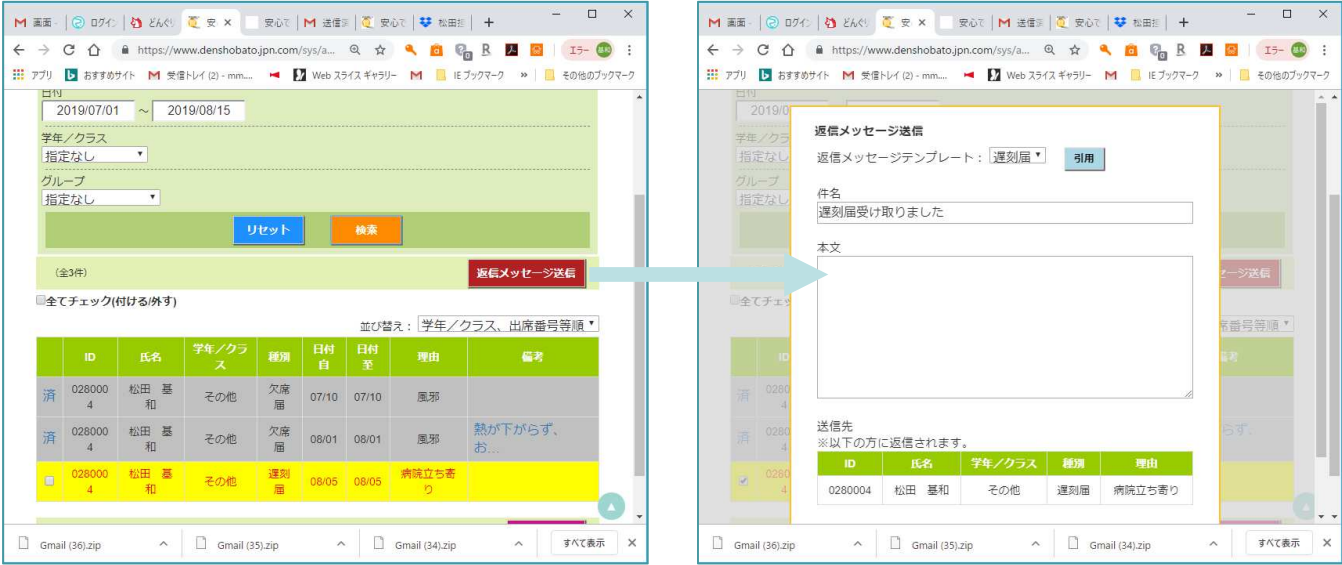 画面
ログイン
どんぐり
安
安心で
送信
安心で
松田
https://www.denshobato.jpn.com/sys/a...
エラー
基和
アプリ おすすめサイト 受信トレイ (2) - mm.... Web スライス ギャラリー IEブックマーク » その他のブックマーク
日付
2019/07/01 ～ 2019/08/15
学年／クラス
指定なし
グループ
指定なし
リセット 検索
（全3件）
返信メッセージ送信
全てチェック(付ける/外す)
並び替え： 学年／クラス、出席番号等順
ID 氏名 学年／クラス 種別 日付自 日付至 理由 備考
済 0280004 松田 基和 その他 欠席届 07/10 07/10 風邪
済 0280004 松田 基和 その他 欠席届 08/01 08/01 風邪 熱が下がらず、お…
0280004 松田 基和 その他 遅刻届 08/05 08/05 病院立ち寄り
Gmail (36).zip Gmail (35).zip Gmail (34).zip すべて表示
画面
ログイン
どんぐり
安
安心で
送信
安心で
松田
https://www.denshobato.jpn.com/sys/a...
エラー
基和
アプリ おすすめサイト 受信トレイ (2) - mm.... Web スライス ギャラリー IEブックマーク » その他のブックマーク
返信メッセージ送信
返信メッセージテンプレート： 遅刻届 引用
件名
遅刻届受け取りました
本文
送信先
※以下の方に返信されます。
ID 氏名 学年／クラス 種別 理由
0280004 松田 基和 その他 遅刻届 病院立ち寄り
Gmail (36).zip Gmail (35).zip Gmail (34).zip すべて表示